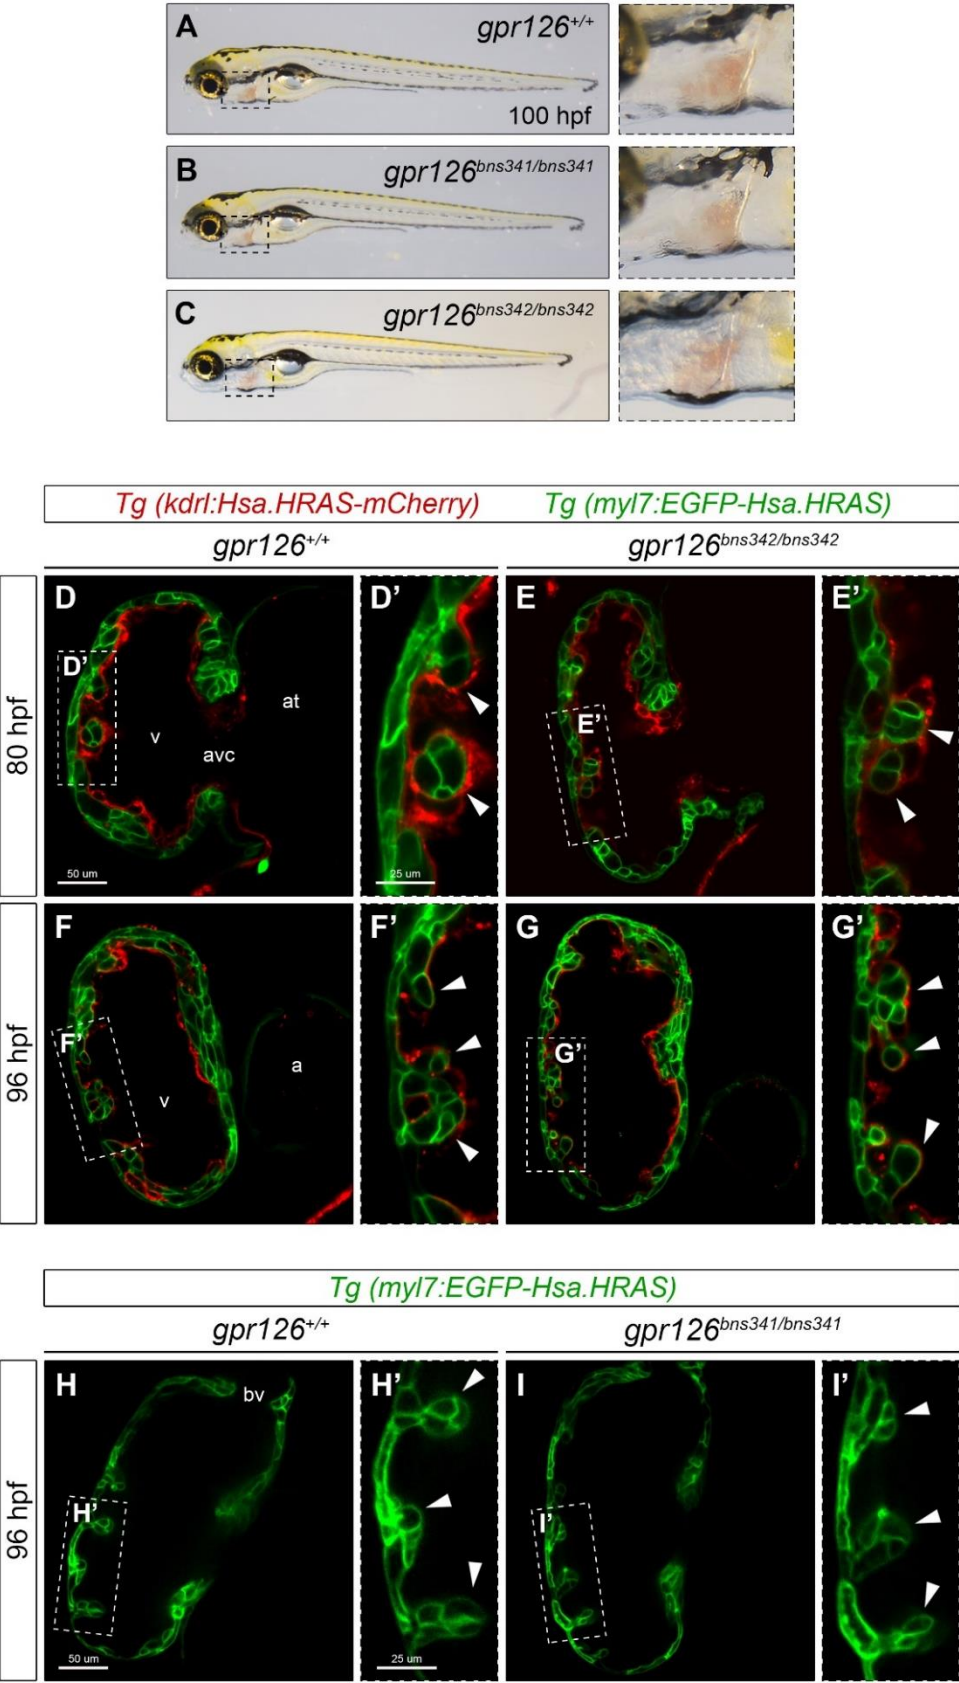 A
gpr126+/+
100 hpf
B
gpr126bns341/bns341
C
gpr126bns342/bns342
Tg (kdrl:Hsa.HRAS-mCherry) Tg (myl7:EGFP-Hsa.HRAS)
gpr126+/+ gpr126bns342/bns342
80 hpf
D
D'
v
avc
at
50 um
D'
25 um
E
E'
E'
96 hpf
F
F'
v
a
F'
G
G'
G'
Tg (myl7:EGFP-Hsa.HRAS)
gpr126+/+ gpr126bns341/bns341
96 hpf
H
bv
H'
50 um
H'
25 um
I
I'
I'